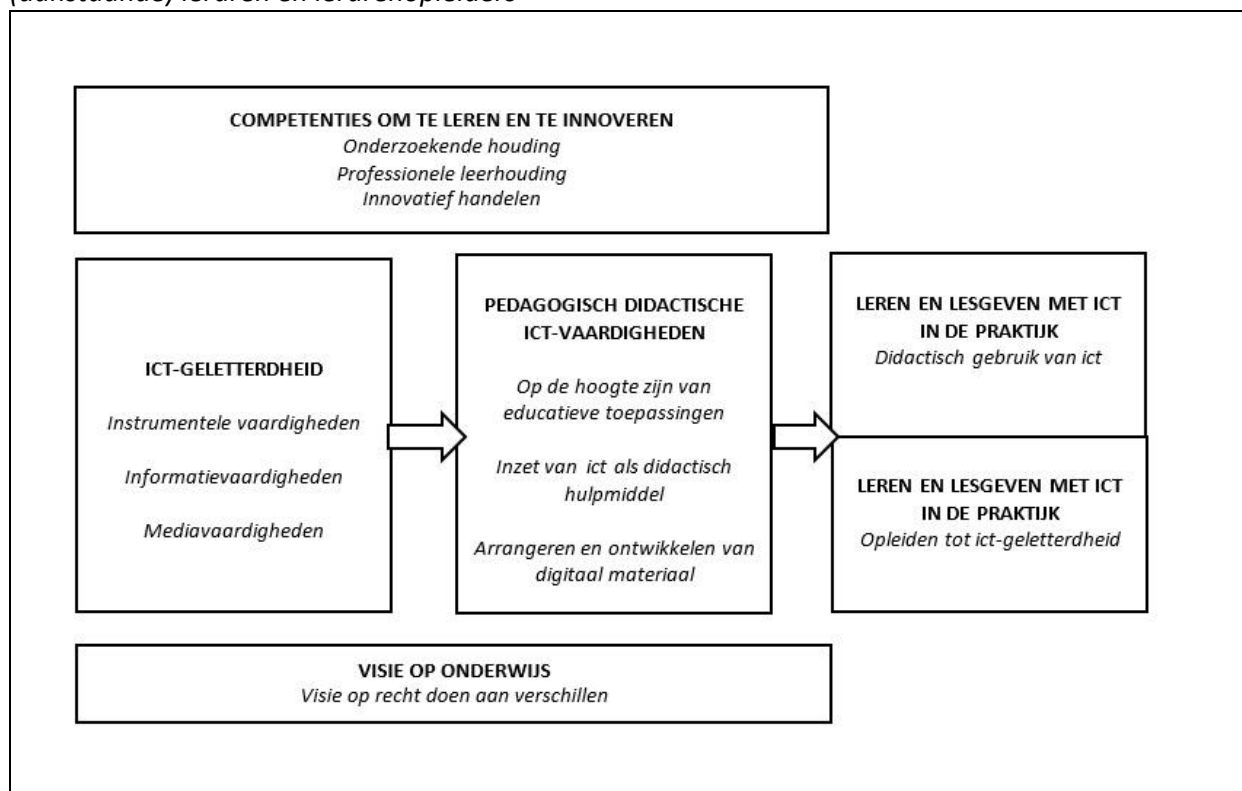 (aanstaande) leraren en lerarenopleiders
COMPETENTIES OM TE LEREN EN TE INNOVEREN
Onderzoekende houding
Professionele leerhouding
Innovatief handelen
ICT-GELETTERDHEID
Instrumentele vaardigheden
Informatievaardigheden
Mediavaardigheden
PEDAGOGISCH DIDACTISCHE
ICT-VAARDIGHEDEN
Op de hoogte zijn van
educatieve toepassingen
Inzet van ict als didactisch
hulpmiddel
Arrangeren en ontwikkelen van
digitaal materiaal
LEREN EN LESGEVEN MET ICT
IN DE PRAKTIJK
Didactisch gebruik van ict
LEREN EN LESGEVEN MET ICT
IN DE PRAKTIJK
Opleiden tot ict-geletterdheid
VISIE OP ONDERWIJS
Visie op recht doen aan verschillen